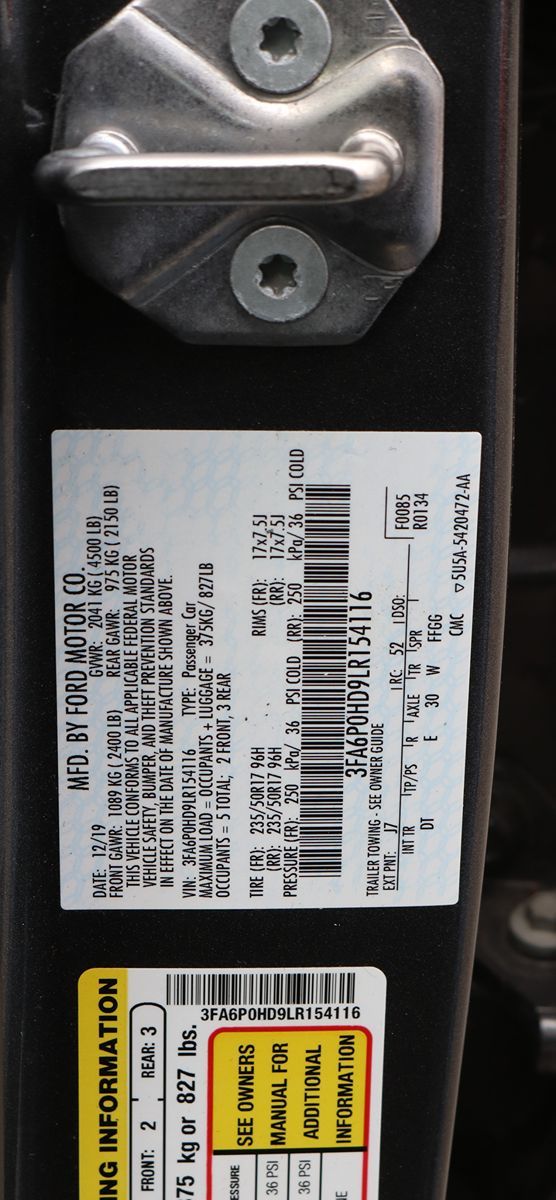 MFD. BY FORD MOTOR CO.
DATE: 12/19 GVWR: 2041 KG (4500 LB)
FRONT GAWR: 1089 KG (2400 LB) REAR GAWR: 975 KG (2150 LB)
THIS VEHICLE CONFORMS TO ALL APPLICABLE FEDERAL MOTOR
VEHICLE SAFETY, BUMPER, AND THEFT PREVENTION STANDARDS
IN EFFECT ON THE DATE OF MANUFACTURE SHOWN ABOVE.
VIN: 3FA6P0HD9LR154116 TYPE: Passenger Car
MAXIMUM LOAD = OCCUPANTS + LUGGAGE = 375KG/ 827LB
OCCUPANTS = 5 TOTAL; 2 FRONT, 3 REAR
TIRE (FR): 235/50R17 96H RIMS (FR): 17x7.5J
(RR): 235/50R17 96H (RR): 17x7.5J
PRESSURE (FR): 250 kPa/ 36 PSI COLD (RR): 250 kPa/ 36 PSI COLD
3FA6P0HD9LR154116
TRAILER TOWING - SEE OWNER GUIDE
F0085
R0134
EXT PNT: J7 RC: 52 DSO:
INT TR TP/PS R AXLE TR SPR
DT E 30 W FFGG
CMC 5U5A-5420472-AA
3FA6P0HD9LR154116
NG INFORMATION
FRONT: 2 REAR: 3
75 kg or 827 lbs.
SEE OWNERS
MANUAL FOR
ADDITIONAL
INFORMATION
36 PSI
36 PSI